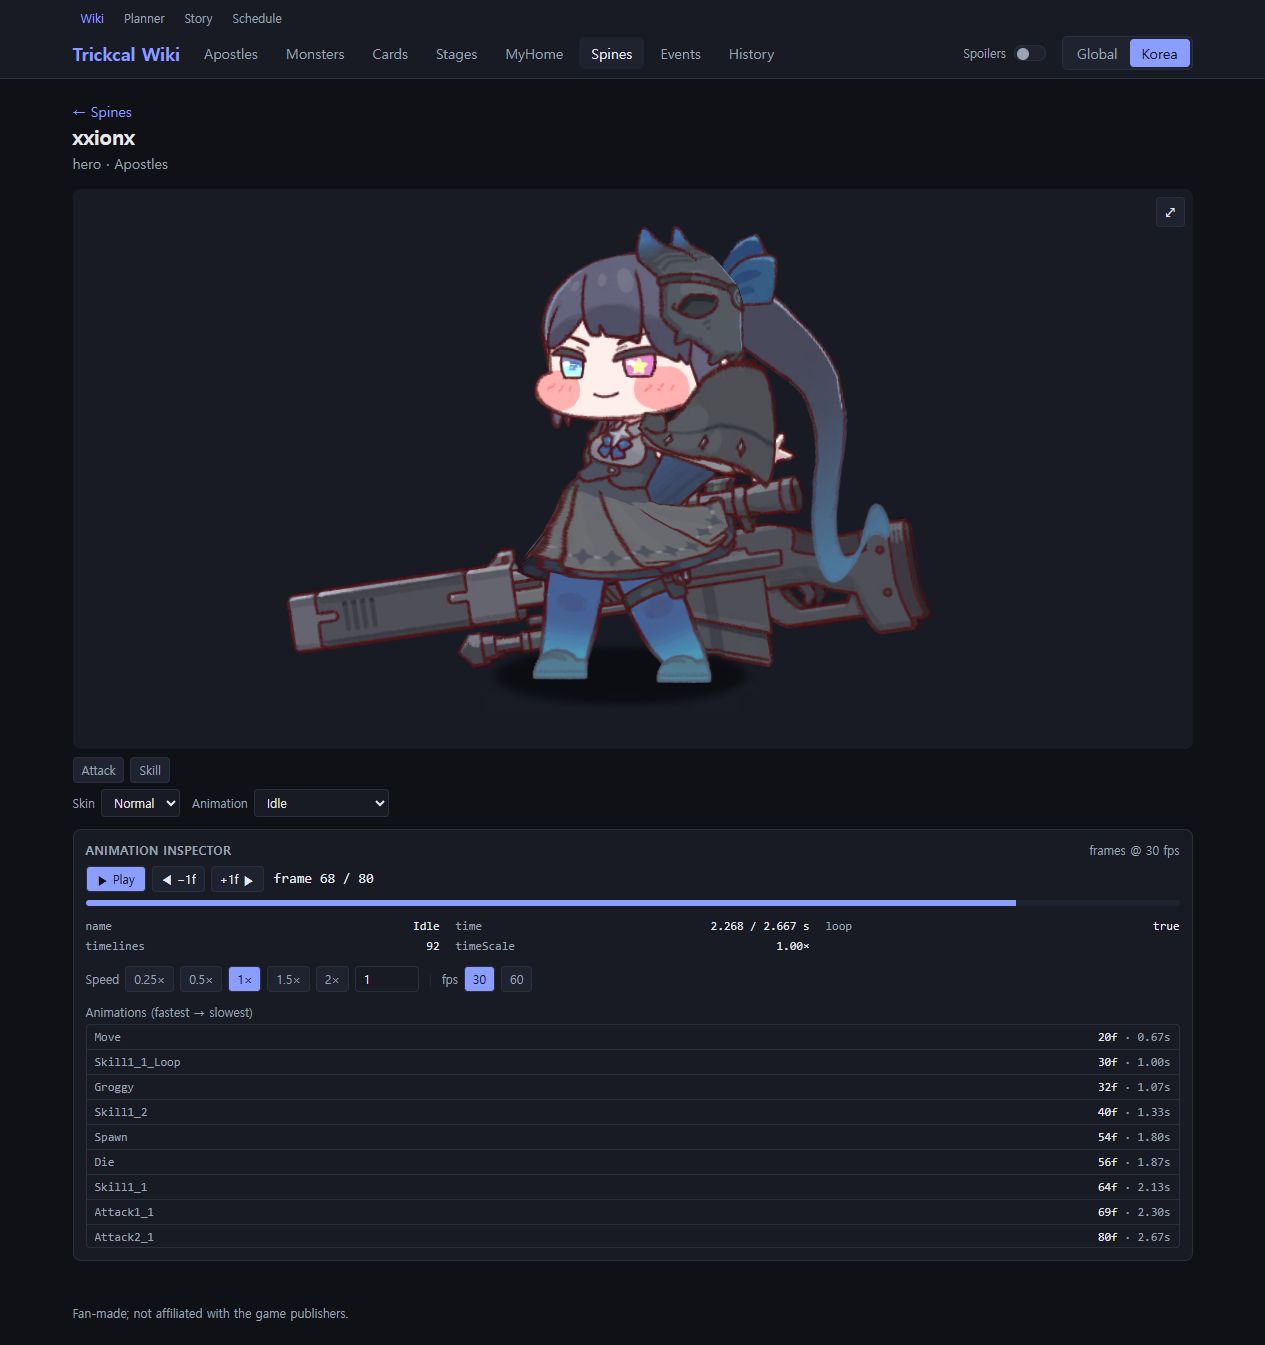 Wiki Planner Story Schedule
Trickcal Wiki Apostles Monsters Cards Stages MyHome Spines Events History Spoilers Global Korea
← Spines
xxionx
hero · Apostles
⤢
Attack Skill
Skin Normal Animation Idle
ANIMATION INSPECTOR frames @ 30 fps
▶ Play ◀ −1f +1f ▶ frame 68 / 80
name Idle time 2.268 / 2.667 s loop true
timelines 92 timeScale 1.00×
Speed 0.25× 0.5× 1× 1.5× 2× 1 fps 30 60
Animations (fastest → slowest)
Move 20f · 0.67s
Skill1_1_Loop 30f · 1.00s
Groggy 32f · 1.07s
Skill1_2 40f · 1.33s
Spawn 54f · 1.80s
Die 56f · 1.87s
Skill1_1 64f · 2.13s
Attack1_1 69f · 2.30s
Attack2_1 80f · 2.67s
Fan-made; not affiliated with the game publishers.